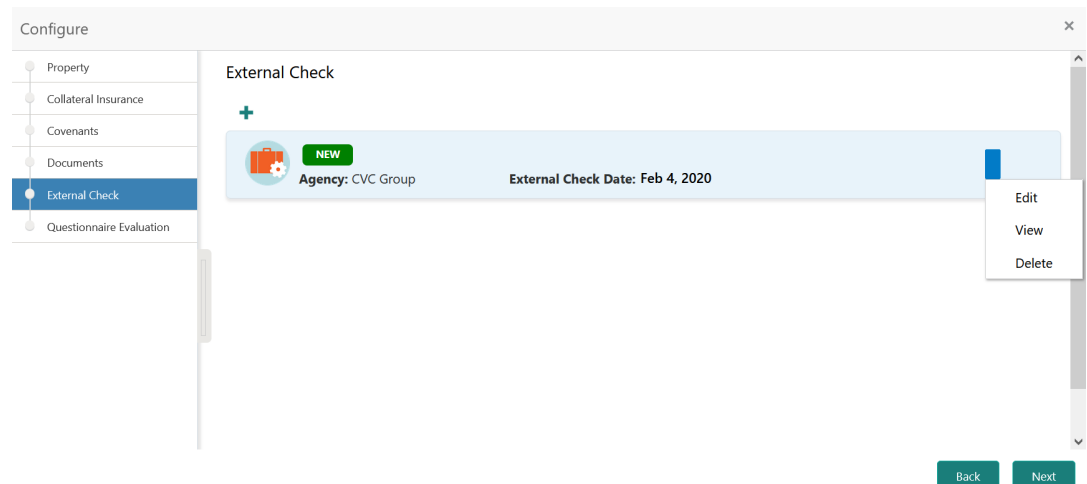 Configure
Property
Collateral Insurance
Covenants
Documents
External Check
Questionnaire Evaluation
External Check
NEW
Agency: CVC Group
External Check Date: Feb 4, 2020
Edit
View
Delete
Back
Next